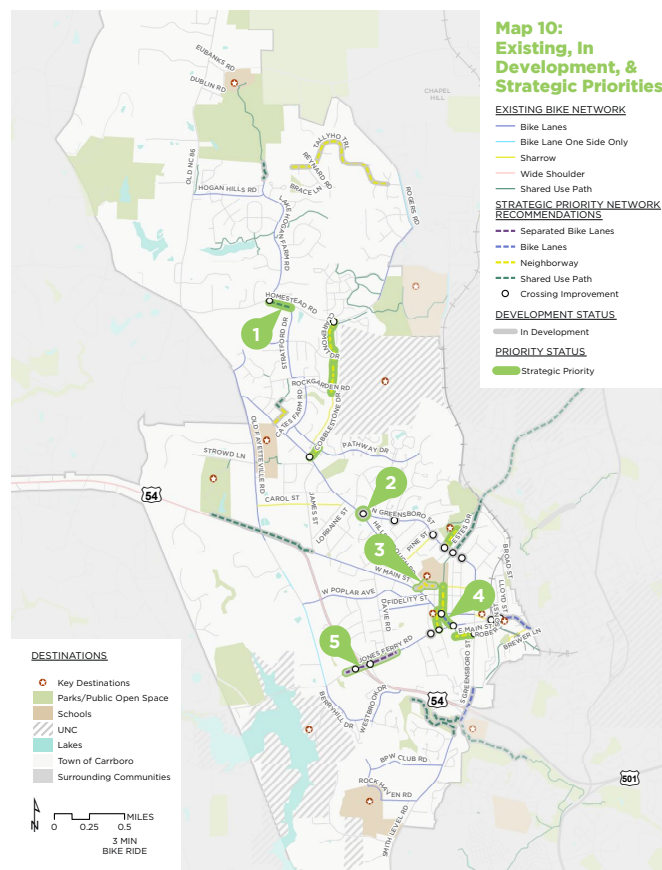 Map 10:
Existing, In
Development, &
Strategic Priorities
EXISTING BIKE NETWORK
Bike Lanes
Bike Lane One Side Only
Sharrow
Wide Shoulder
Shared Use Path
STRATEGIC PRIORITY NETWORK
RECOMMENDATIONS
Separated Bike Lanes
Bike Lanes
Neighborway
Shared Use Path
Crossing Improvement
DEVELOPMENT STATUS
In Development
PRIORITY STATUS
Strategic Priority
EUBANKS RD
DUBLIN RD
CHAPEL
HILL
OLD NC 86
TALLYHO TRL
REYNARD RD
BRACE LN
HOGAN HILLS RD
ROGERS RD
LAKE HOGAN FARM RD
HOMESTEAD RD
1
STRATFORD DR
CLAREMONT DR
ROCKGARDEN RD
CATES FARM RD
COBBLESTONE DR
OLD FAYETTEVILLE RD
PATHWAY DR
STROWD LN
54
CAROL ST
JAMES ST
LORRAINE ST
2
N GREENSBORO ST
PINE ST
ESTES DR
3
W MAIN ST
BROAD ST
LLOYD ST
W POPLAR AVE
FIDELITY ST
DAVIE RD
4
E MAIN ST
BREWER LN
5
JONES FERRY RD
S GREENSBORO ST
54
BERRYHILL DR
WESTBROOK DR
BPW CLUB RD
ROCK HAVEN RD
SMITH LEVEL RD
501
DESTINATIONS
Key Destinations
Parks/Public Open Space
Schools
UNC
Lakes
Town of Carrboro
Surrounding Communities
N
0 0.25 0.5 MILES
3 MIN
BIKE RIDE